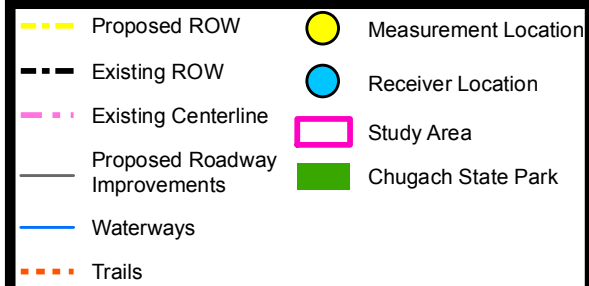 Proposed ROW
Existing ROW
Existing Centerline
Proposed Roadway
Improvements
Waterways
Trails
Measurement Location
Receiver Location
Study Area
Chugach State Park